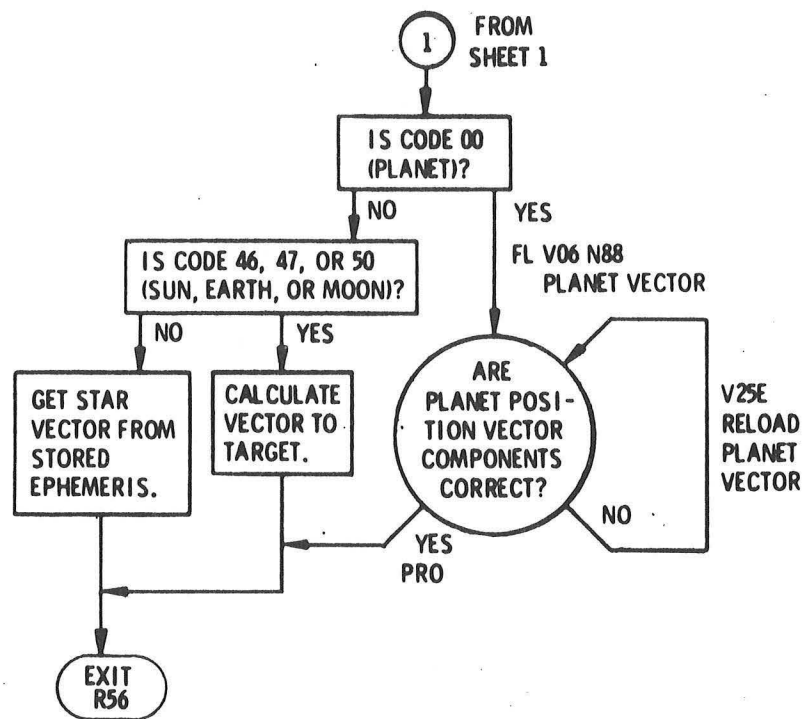 1
FROM
SHEET 1
IS CODE 00
(PLANET)?
NO
YES
FL V06 N88
PLANET VECTOR
IS CODE 46, 47, OR 50
(SUN, EARTH, OR MOON)?
NO
YES
GET STAR
VECTOR FROM
STORED
EPHEMERIS.
CALCULATE
VECTOR TO
TARGET.
ARE
PLANET POSI-
TION VECTOR
COMPONENTS
CORRECT?
V25E
RELOAD
PLANET
VECTOR
NO
YES
PRO
EXIT
R56